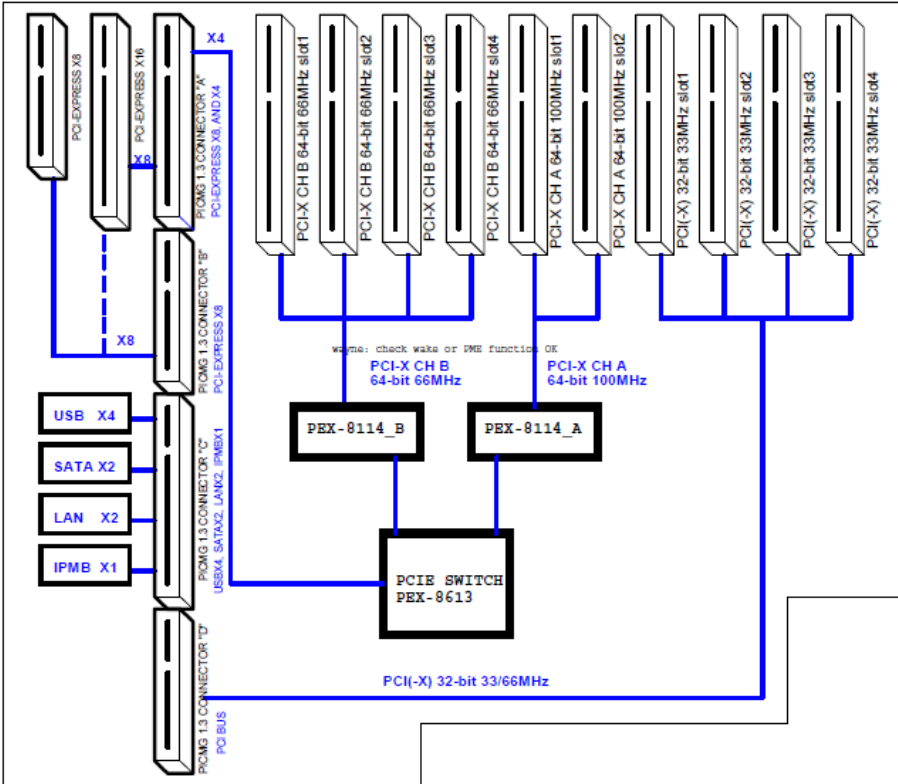 PCI-EXPRESS X8
PCI-EXPRESS X16
PICMG 1.3 CONNECTOR "A"
PCI-EXPRESS X8, AND X4
X4
X8
PCI-X CH B 64-bit 66MHz slot1
PCI-X CH B 64-bit 66MHz slot2
PCI-X CH B 64-bit 66MHz slot3
PCI-X CH B 64-bit 66MHz slot4
PCI-X CH A 64-bit 100MHz slot1
PCI-X CH A 64-bit 100MHz slot2
PCI(-X) 32-bit 33MHz slot1
PCI(-X) 32-bit 33MHz slot2
PCI(-X) 32-bit 33MHz slot3
PCI(-X) 32-bit 33MHz slot4
PICMG 1.3 CONNECTOR "B"
PCI-EXPRESS X8
X8
wayne: check wake or PME function OK
PCI-X CH B
64-bit 66MHz
PCI-X CH A
64-bit 100MHz
PEX-8114_B
PEX-8114_A
USB X4
SATA X2
LAN X2
IPMB X1
PICMG 1.3 CONNECTOR "C"
USBX4, SATAX2, LANX2, IPMBX1
PCIE SWITCH
PEX-8613
PICMG 1.3 CONNECTOR "D"
PCI BUS
PCI(-X) 32-bit 33/66MHz